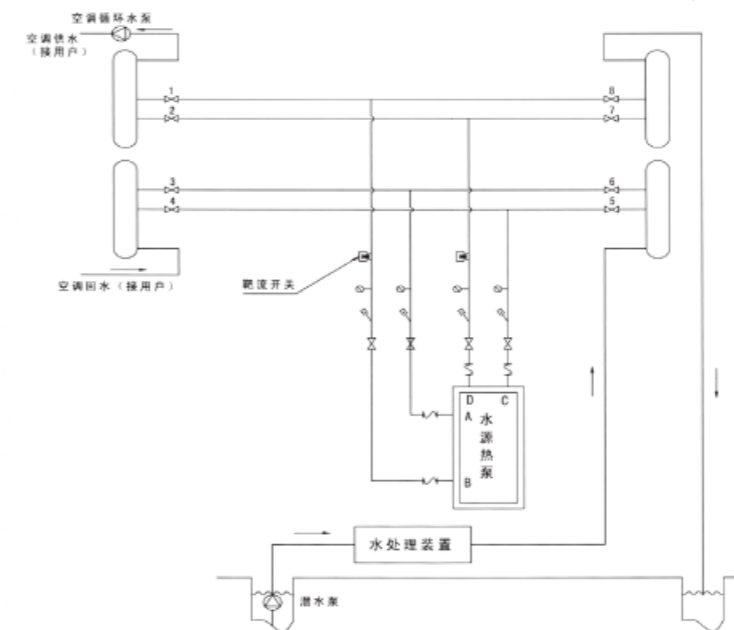 空调循环水泵
空调供水
（接用户）
1
8
2
7
3
6
4
5
空调回水（接用户）
靶流开关
D C
A
水源热泵
B
水处理装置
潜水泵